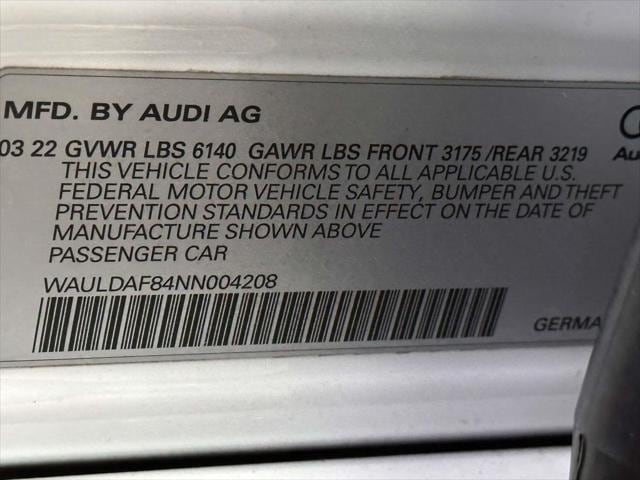 MFD. BY AUDI AG
03 22 GVWR LBS 6140 GAWR LBS FRONT 3175 /REAR 3219
THIS VEHICLE CONFORMS TO ALL APPLICABLE U.S.
FEDERAL MOTOR VEHICLE SAFETY, BUMPER AND THEFT
PREVENTION STANDARDS IN EFFECT ON THE DATE OF
MANUFACTURE SHOWN ABOVE
PASSENGER CAR
WAULDAF84NN004208